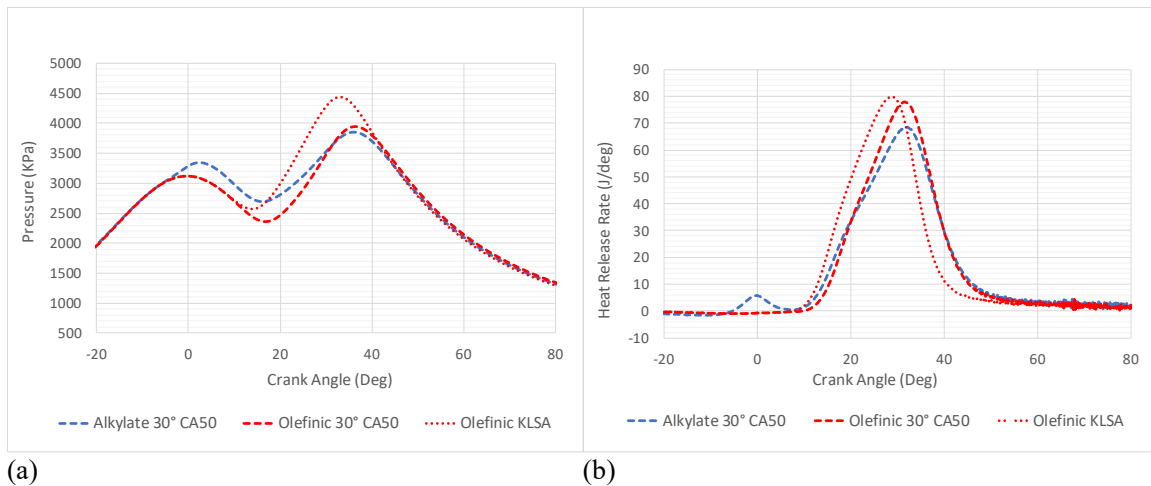 5000
4500
4000
3500
3000
2500
2000
1500
1000
500
Pressure (KPa)
-20 0 20 40 60 80
Crank Angle (Deg)
Alkylate 30° CA50 Olefinic 30° CA50 Olefinic KLSA
(a)
90
80
70
60
50
40
30
20
10
0
-10
Heat Release Rate (J/deg)
-20 0 20 40 60 80
Crank Angle (Deg)
Alkylate 30° CA50 Olefinic 30° CA50 Olefinic KLSA
(b)